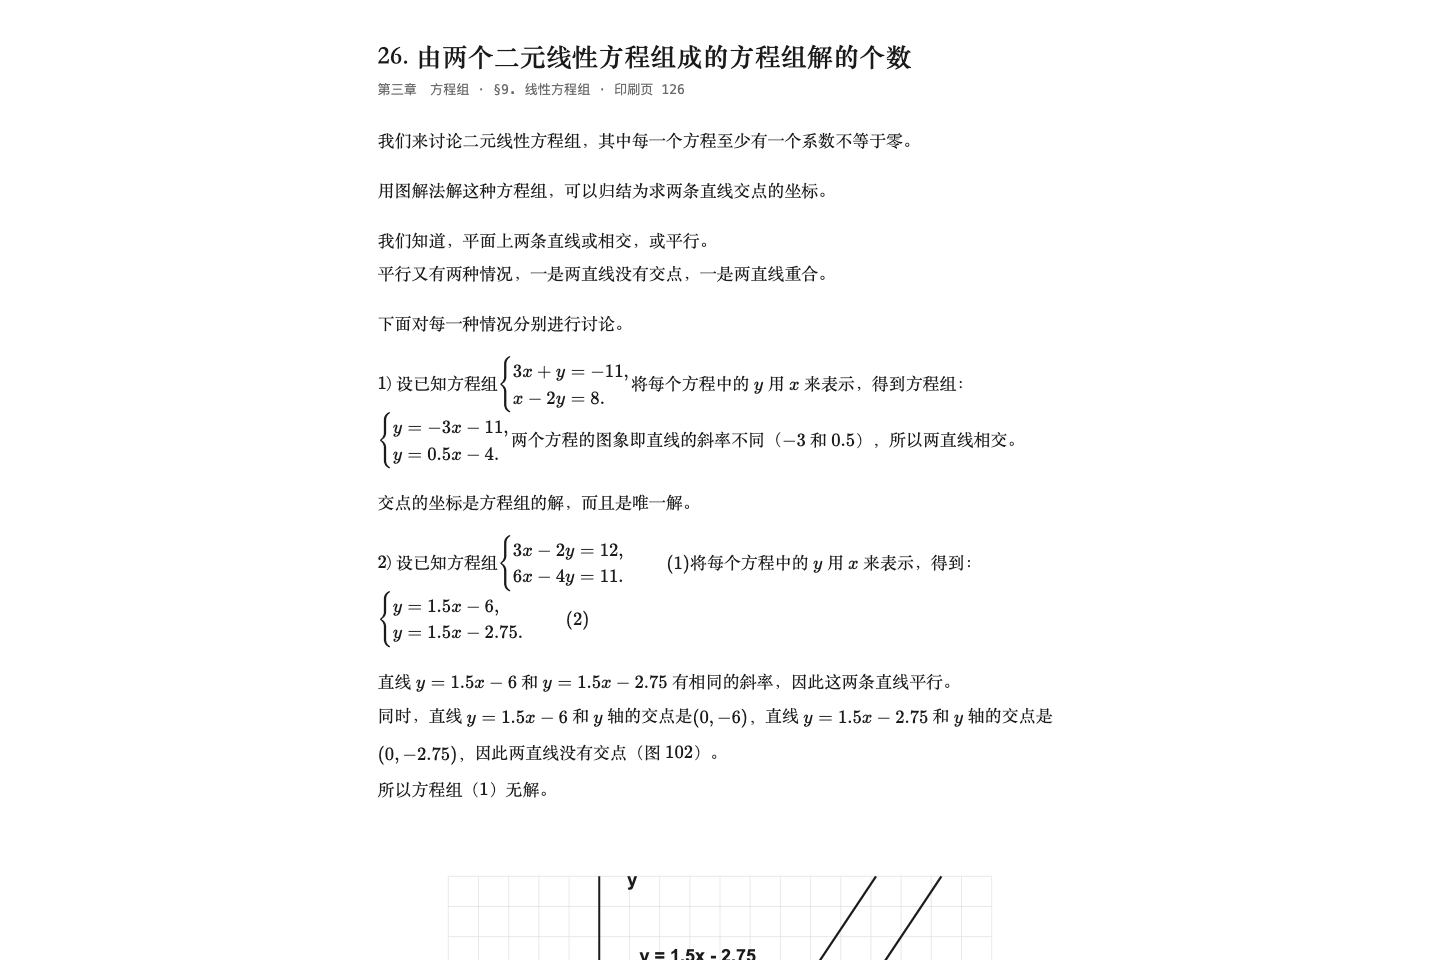 26. 由两个二元线性方程组成的方程组解的个数
第三章　方程组 · §9. 线性方程组 · 印刷页 126
我们来讨论二元线性方程组，其中每一个方程至少有一个系数不等于零。
用图解法解这种方程组，可以归结为求两条直线交点的坐标。
我们知道，平面上两条直线或相交，或平行。
平行又有两种情况，一是两直线没有交点，一是两直线重合。
下面对每一种情况分别进行讨论。
1) 设已知方程组 { 3x + y = −11, x − 2y = 8. 将每个方程中的 y 用 x 来表示，得到方程组：
{ y = −3x − 11, y = 0.5x − 4. 两个方程的图象即直线的斜率不同（−3 和 0.5），所以两直线相交。
交点的坐标是方程组的解，而且是唯一解。
2) 设已知方程组 { 3x − 2y = 12, 6x − 4y = 11. (1)将每个方程中的 y 用 x 来表示，得到：
{ y = 1.5x − 6, y = 1.5x − 2.75. (2)
直线 y = 1.5x − 6 和 y = 1.5x − 2.75 有相同的斜率，因此这两条直线平行。
同时，直线 y = 1.5x − 6 和 y 轴的交点是(0, −6)，直线 y = 1.5x − 2.75 和 y 轴的交点是
(0, −2.75)，因此两直线没有交点（图 102）。
所以方程组（1）无解。
y
y = 1.5x - 2.75